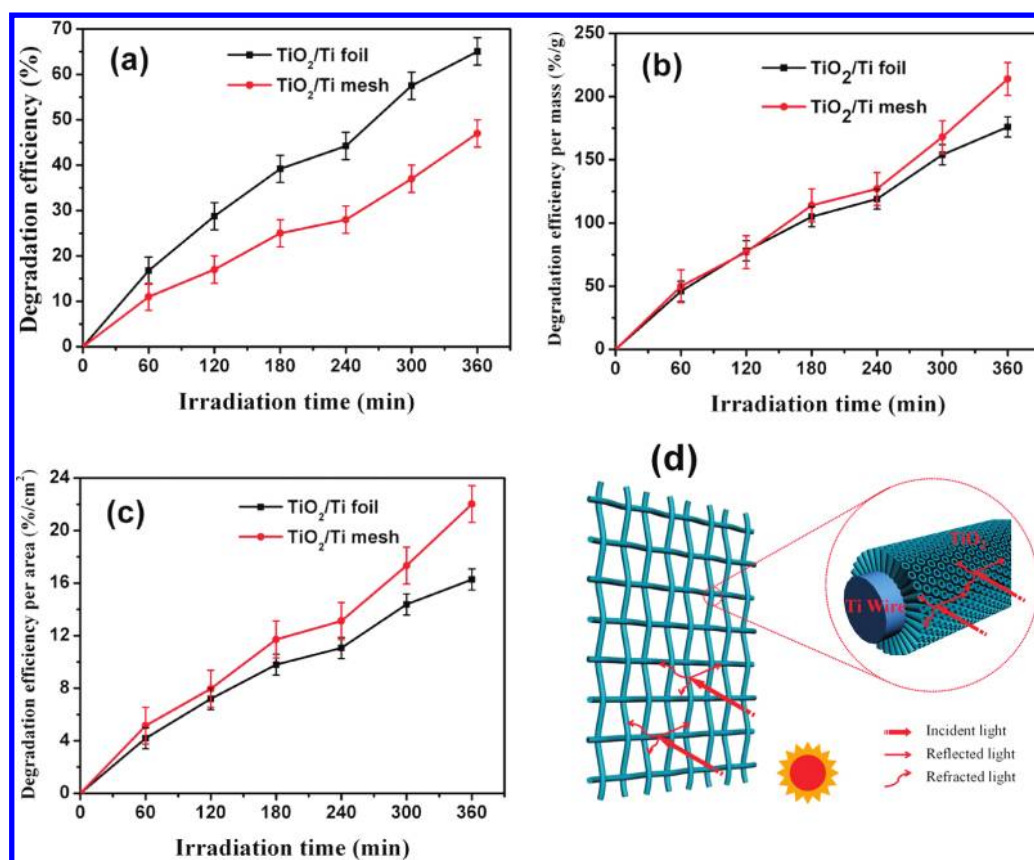 (a)
TiO2/Ti foil
TiO2/Ti mesh
Degradation efficiency (%)
70
60
50
40
30
20
10
0
0 60 120 180 240 300 360
Irradiation time (min)
(b)
TiO2/Ti foil
TiO2/Ti mesh
Degradation efficiency per mass (%/g)
250
200
150
100
50
0
0 60 120 180 240 300 360
Irradiation time (min)
(c)
TiO2/Ti foil
TiO2/Ti mesh
Degradation efficiency per area (%/cm²)
24
20
16
12
8
4
0
0 60 120 180 240 300 360
Irradiation time (min)
(d)
TiO2
Ti Wire
Incident light
Reflected light
Refracted light